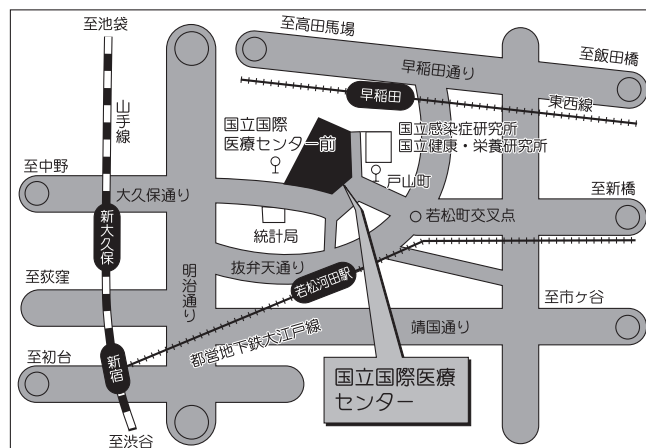 至池袋
至高田馬場
至飯田橋
早稲田通り
山手線
早稲田
東西線
国立国際
医療センター前
国立感染症研究所
国立健康・栄養研究所
至中野
戸山町
至新橋
大久保通り
若松町交叉点
新大久保
統計局
抜弁天通り
明治通り
若松河田駅
至荻窪
至市ケ谷
靖国通り
都営地下鉄大江戸線
至初台
新宿
国立国際医療
センター
至渋谷